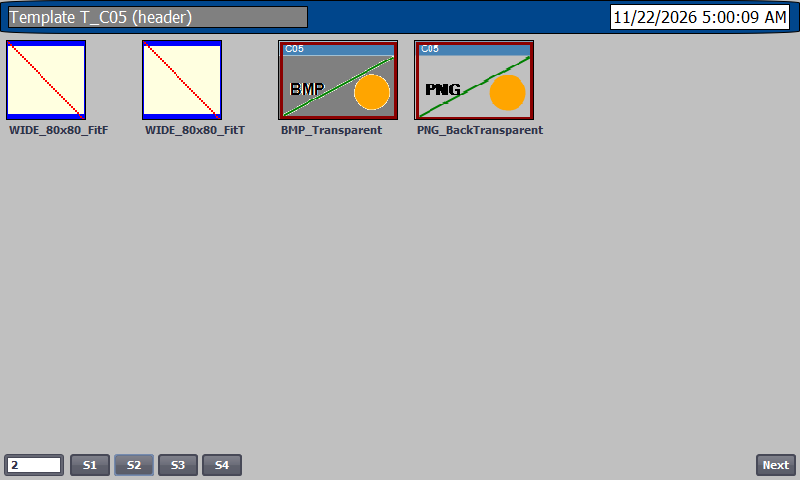 Template T_C05 (header)
11/22/2026 5:00:09 AM
C05
BMP
C05
PNG
WIDE_80x80_FitF
WIDE_80x80_FitT
BMP_Transparent
PNG_BackTransparent
2
S1
S2
S3
S4
Next